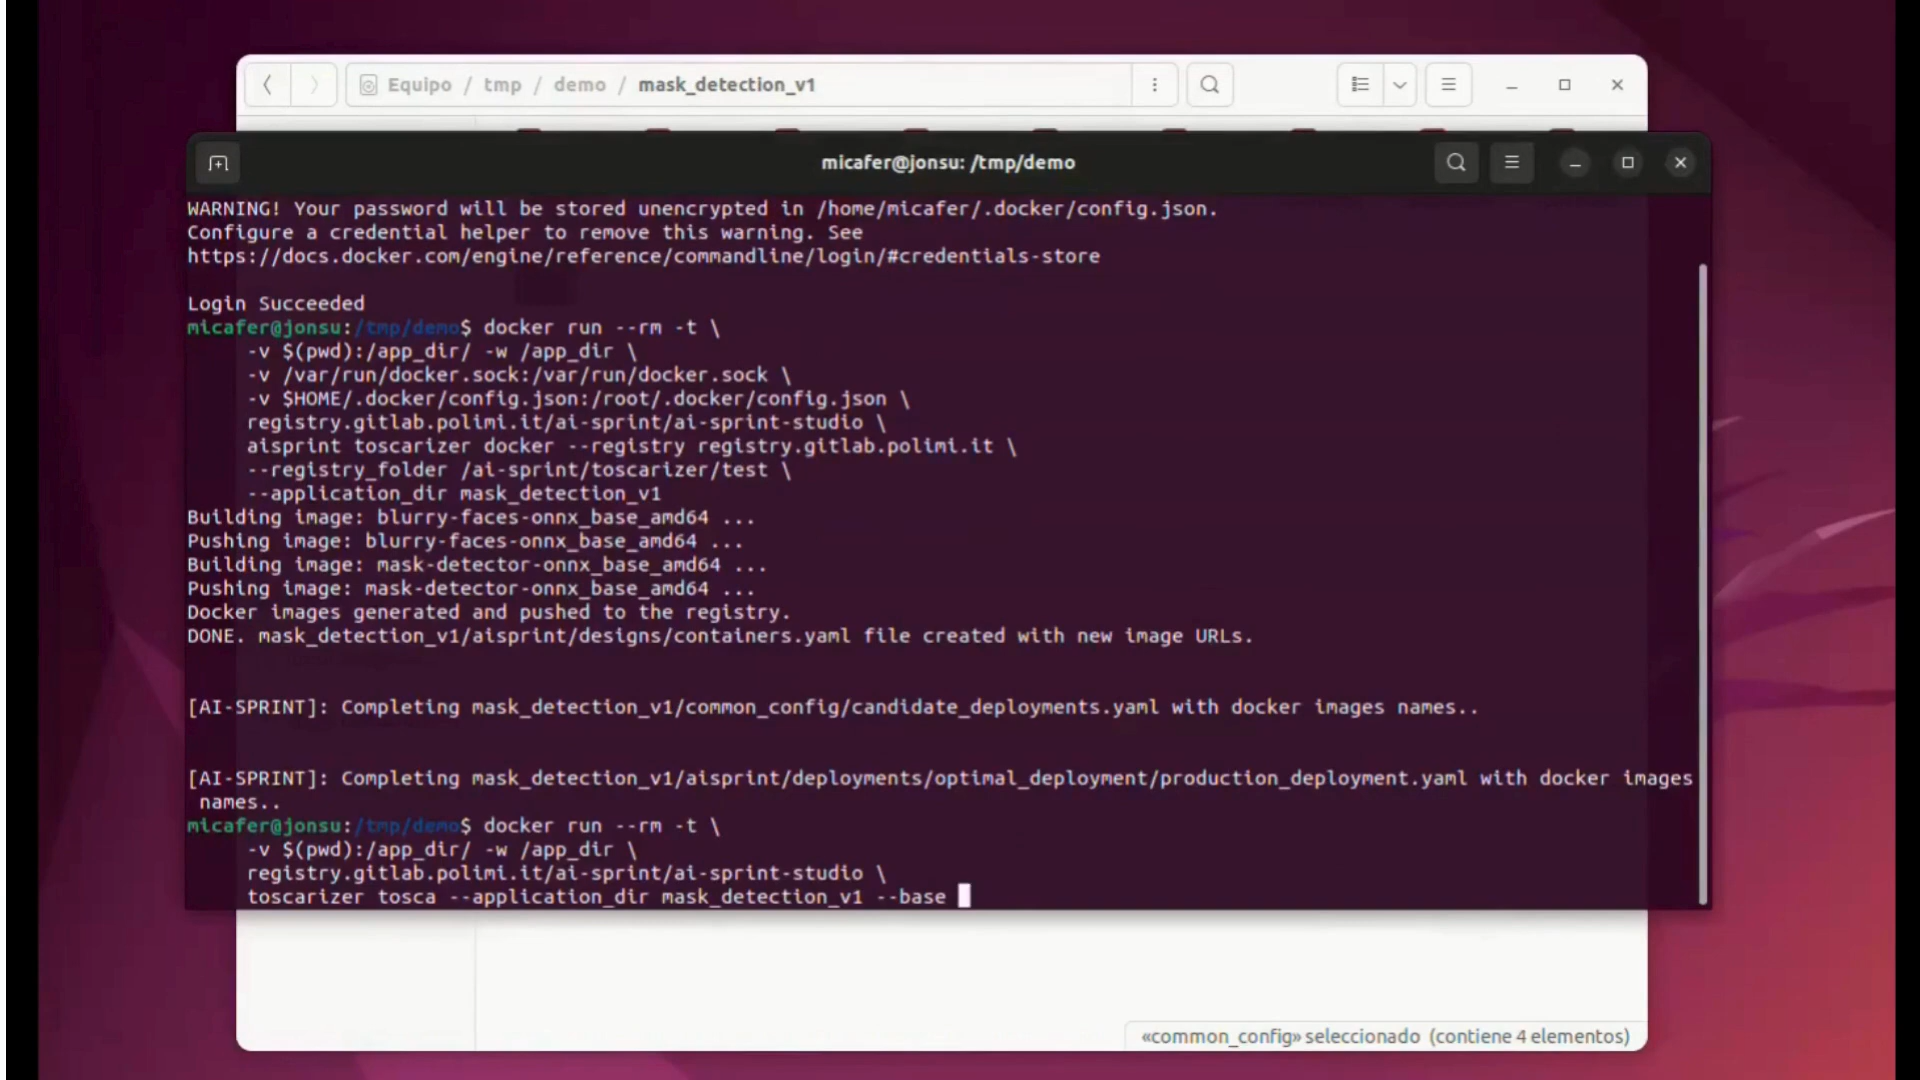 Equipo / tmp / demo / mask_detection_v1
micafer@jonsu: /tmp/demo
WARNING! Your password will be stored unencrypted in /home/micafer/.docker/config.json.
Configure a credential helper to remove this warning. See
https://docs.docker.com/engine/reference/commandline/login/#credentials-store
Login Succeeded
micafer@jonsu:/tmp/demo$ docker run --rm -t \
-v $(pwd):/app_dir/ -w /app_dir \
-v /var/run/docker.sock:/var/run/docker.sock \
-v $HOME/.docker/config.json:/root/.docker/config.json \
registry.gitlab.polimi.it/ai-sprint/ai-sprint-studio \
aisprint toscarizer docker --registry registry.gitlab.polimi.it \
--registry_folder /ai-sprint/toscarizer/test \
--application_dir mask_detection_v1
Building image: blurry-faces-onnx_base_amd64 ...
Pushing image: blurry-faces-onnx_base_amd64 ...
Building image: mask-detector-onnx_base_amd64 ...
Pushing image: mask-detector-onnx_base_amd64 ...
Docker images generated and pushed to the registry.
DONE. mask_detection_v1/aisprint/designs/containers.yaml file created with new image URLs.
[AI-SPRINT]: Completing mask_detection_v1/common_config/candidate_deployments.yaml with docker images names..
[AI-SPRINT]: Completing mask_detection_v1/aisprint/deployments/optimal_deployment/production_deployment.yaml with docker images
names..
micafer@jonsu:/tmp/demo$ docker run --rm -t \
-v $(pwd):/app_dir/ -w /app_dir \
registry.gitlab.polimi.it/ai-sprint/ai-sprint-studio \
toscarizer tosca --application_dir mask_detection_v1 --base
«common_config» seleccionado (contiene 4 elementos)